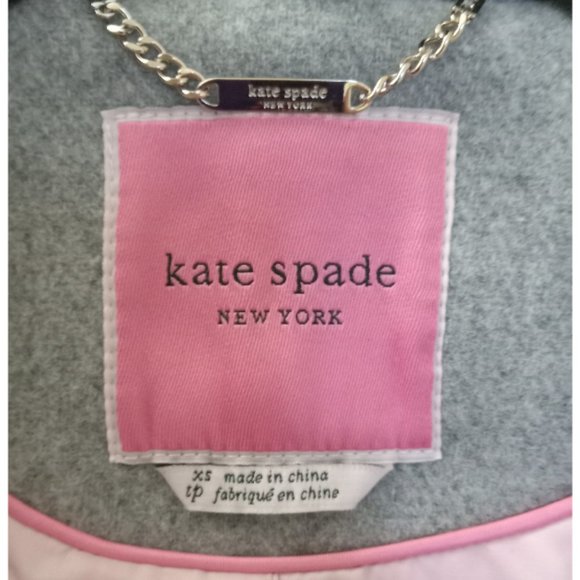 kate spade
NEW YORK
kate spade
NEW YORK
xs made in china
tp fabriqué en chine